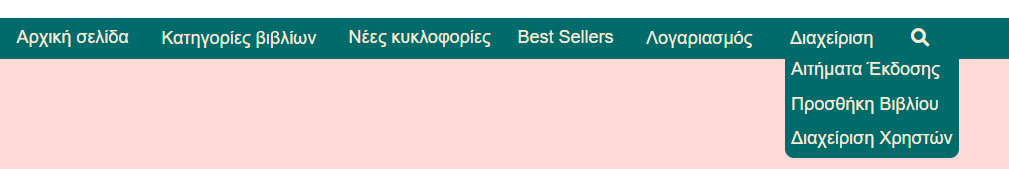 Αρχική σελίδα Κατηγορίες βιβλίων Νέες κυκλοφορίες Best Sellers Λογαριασμός Διαχείριση
Αιτήματα Έκδοσης
Προσθήκη Βιβλίου
Διαχείριση Χρηστών